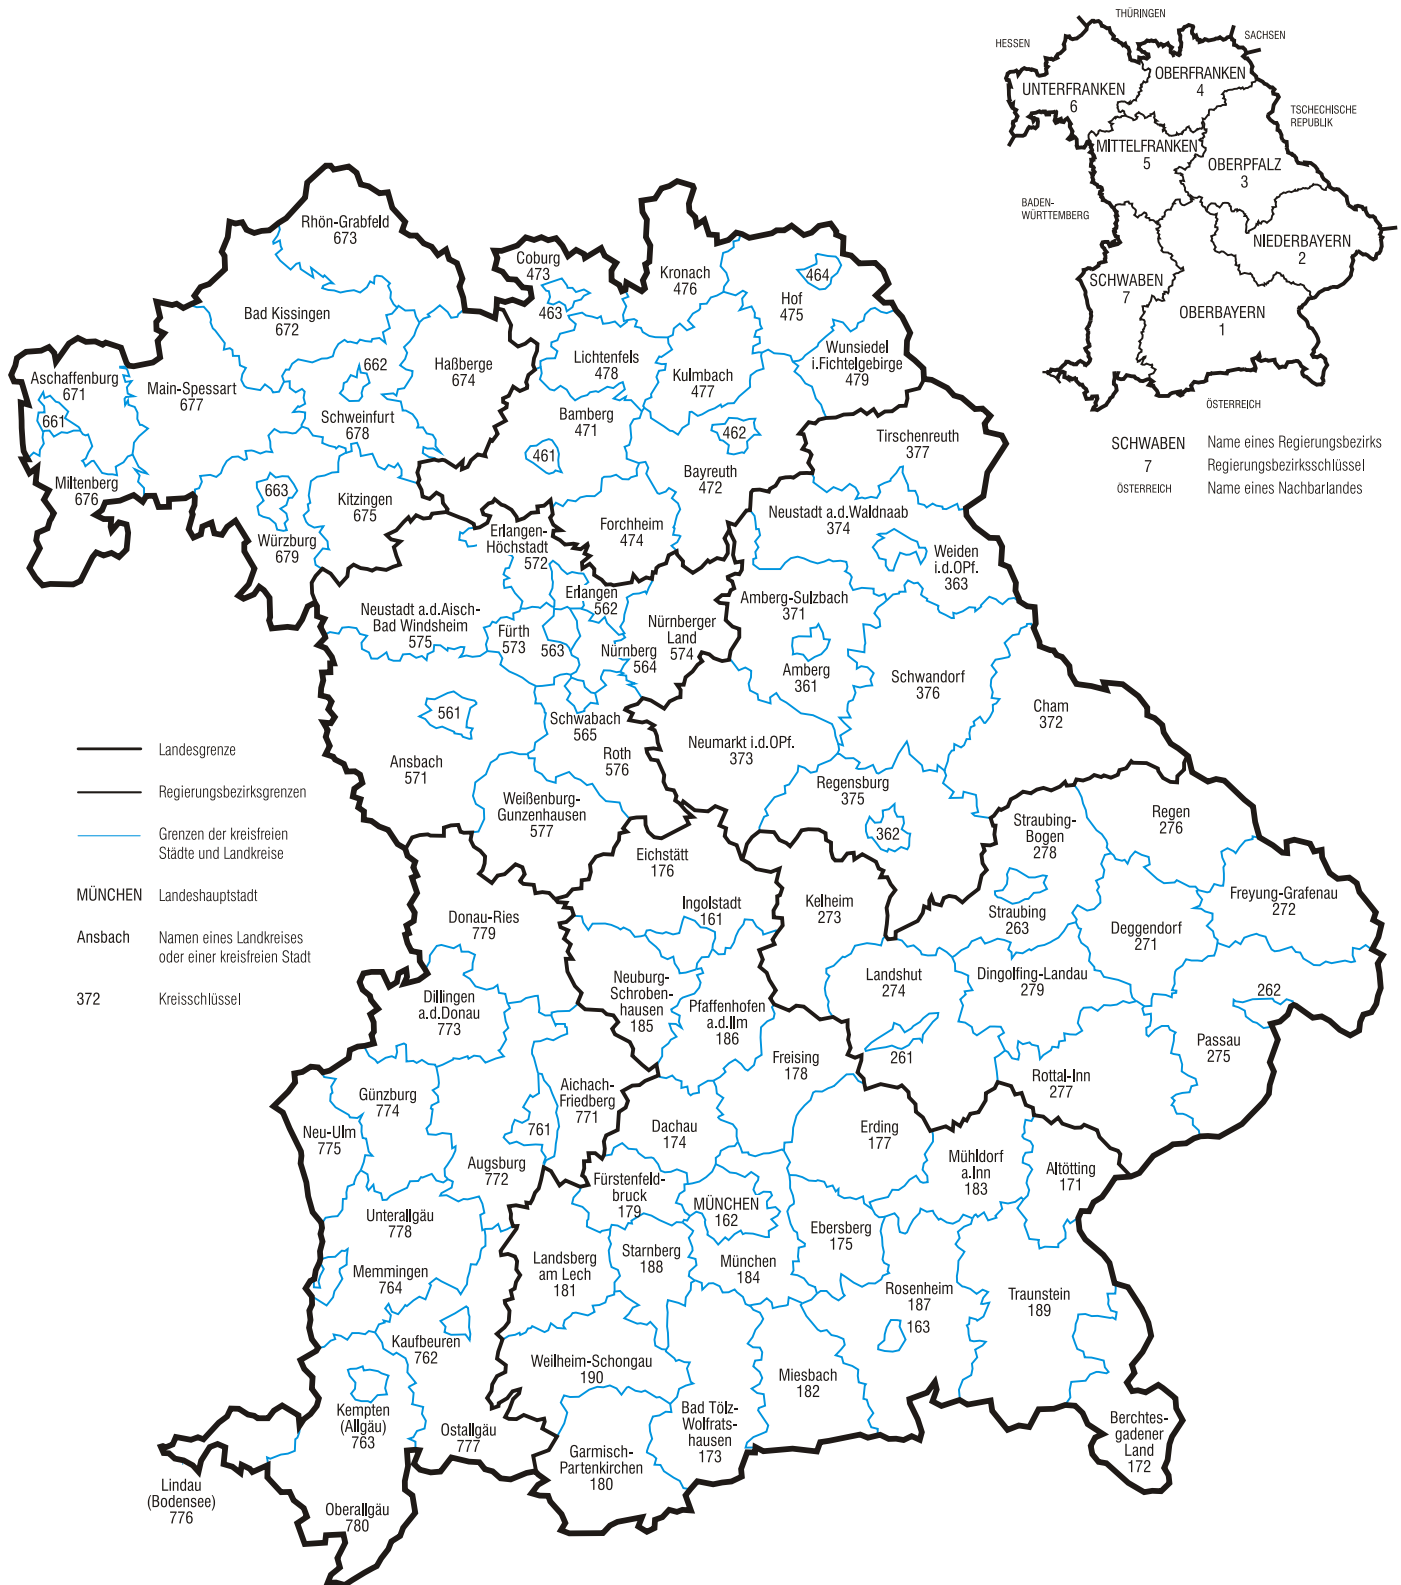 THÜRINGEN
HESSEN
SACHSEN
OBERFRANKEN
4
UNTERFRANKEN
6
TSCHECHISCHE
REPUBLIK
MITTELFRANKEN
5
OBERPFALZ
3
BADEN-
WÜRTTEMBERG
NIEDERBAYERN
2
SCHWABEN
7
OBERBAYERN
1
ÖSTERREICH
SCHWABEN Name eines Regierungsbezirks
7 Regierungsbezirksschlüssel
ÖSTERREICH Name eines Nachbarlandes
Rhön-Grabfeld
673
Coburg
473
463
Kronach
476
464
Hof
475
Bad Kissingen
672
Haßberge
674
Lichtenfels
478
Kulmbach
477
Wunsiedel
i.Fichtelgebirge
479
Aschaffenburg
671
661
Main-Spessart
677
662
Schweinfurt
678
Bamberg
471
461
462
Bayreuth
472
Tirschenreuth
377
Miltenberg
676
663
Würzburg
679
Kitzingen
675
Forchheim
474
Erlangen-
Höchstadt
572
Neustadt a.d.Waldnaab
374
Weiden
i.d.OPf.
363
Erlangen
562
Neustadt a.d.Aisch-
Bad Windsheim
575
Fürth
573
563
Nürnberg
564
Nürnberger
Land
574
Amberg-Sulzbach
371
Amberg
361
Schwandorf
376
Cham
372
561
Ansbach
571
Schwabach
565
Roth
576
Neumarkt i.d.OPf.
373
Regensburg
375
362
Weißenburg-
Gunzenhausen
577
Landesgrenze
Regierungsbezirksgrenzen
Grenzen der kreisfreien
Städte und Landkreise
MÜNCHEN Landeshauptstadt
Ansbach Namen eines Landkreises
oder einer kreisfreien Stadt
372 Kreisschlüssel
Eichstätt
176
Ingolstadt
161
Kelheim
273
Straubing-
Bogen
278
Straubing
263
Regen
276
Freyung-Grafenau
272
Deggendorf
271
Donau-Ries
779
Neuburg-
Schroben-
hausen
185
Pfaffenhofen
a.d.Ilm
186
Landshut
274
261
Dingolfing-Landau
279
262
Passau
275
Rottal-Inn
277
Dillingen
a.d.Donau
773
Freising
178
Günzburg
774
Aichach-
Friedberg
771
761
Augsburg
772
Neu-Ulm
775
Dachau
174
Erding
177
Mühldorf
a.Inn
183
Altötting
171
Fürstenfeld-
bruck
179
MÜNCHEN
162
Ebersberg
175
Unterallgäu
778
Memmingen
764
Landsberg
am Lech
181
Starnberg
188
München
184
Rosenheim
187
163
Traunstein
189
Kaufbeuren
762
Weilheim-Schongau
190
Miesbach
182
Bad Tölz-
Wolfrats-
hausen
173
Kempten
(Allgäu)
763
Ostallgäu
777
Garmisch-
Partenkirchen
180
Berchtes-
gadener
Land
172
Lindau
(Bodensee)
776
Oberallgäu
780